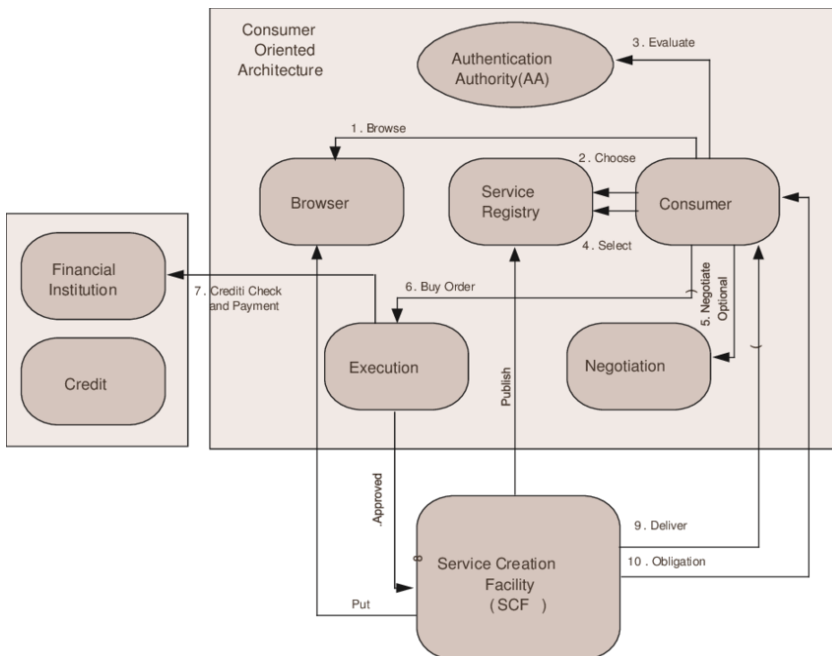 Consumer
Oriented
Architecture
Authentication
Authority(AA)
3. Evaluate
1. Browse
2. Choose
Browser
Service
Registry
Consumer
4. Select
Financial
Institution
7. Crediti Check
and Payment
6. Buy Order
5. Negotiate
Optional
Credit
Execution
Negotiation
Publish
.Approved
8
Service Creation
Facility
( SCF )
Put
9. Deliver
10. Obligation